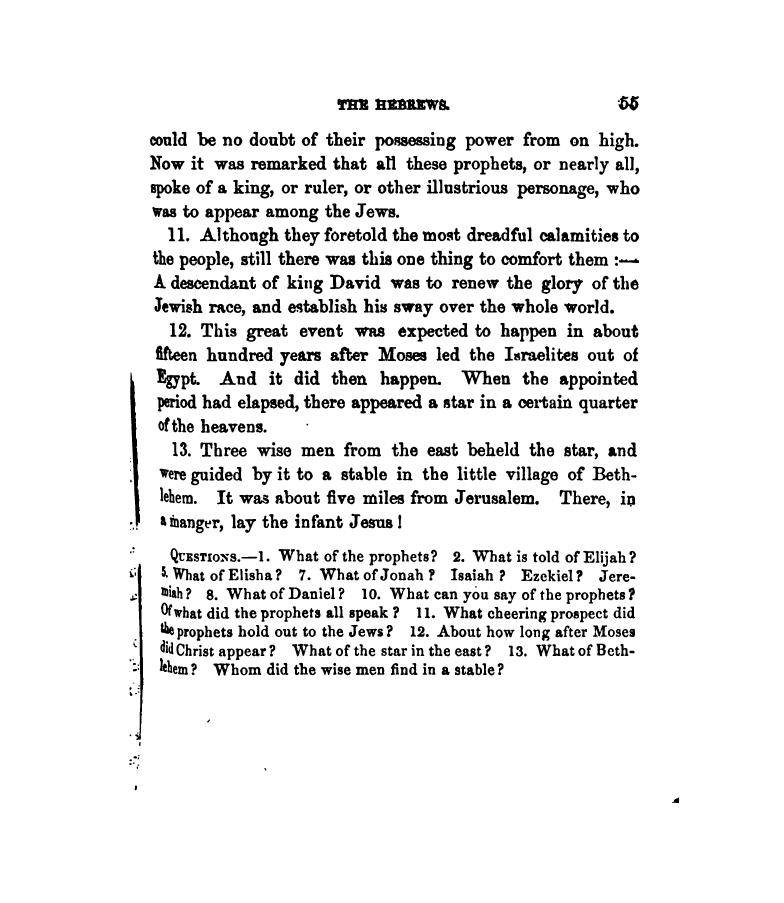 THE HEBREWS. 55
could be no doubt of their possessing power from on high.
Now it was remarked that all these prophets, or nearly all,
spoke of a king, or ruler, or other illustrious personage, who
was to appear among the Jews.
11. Although they foretold the most dreadful calamities to
the people, still there was this one thing to comfort them :—
A descendant of king David was to renew the glory of the
Jewish race, and establish his sway over the whole world.
12. This great event was expected to happen in about
fifteen hundred years after Moses led the Israelites out of
Egypt. And it did then happen. When the appointed
period had elapsed, there appeared a star in a certain quarter
of the heavens.
13. Three wise men from the east beheld the star, and
were guided by it to a stable in the little village of Beth-
lehem. It was about five miles from Jerusalem. There, in
a manger, lay the infant Jesus!
QUESTIONS.—1. What of the prophets? 2. What is told of Elijah?
5. What of Elisha? 7. What of Jonah? Isaiah? Ezekiel? Jere-
miah? 8. What of Daniel? 10. What can you say of the prophets?
Of what did the prophets all speak? 11. What cheering prospect did
the prophets hold out to the Jews? 12. About how long after Moses
did Christ appear? What of the star in the east? 13. What of Beth-
lehem? Whom did the wise men find in a stable?